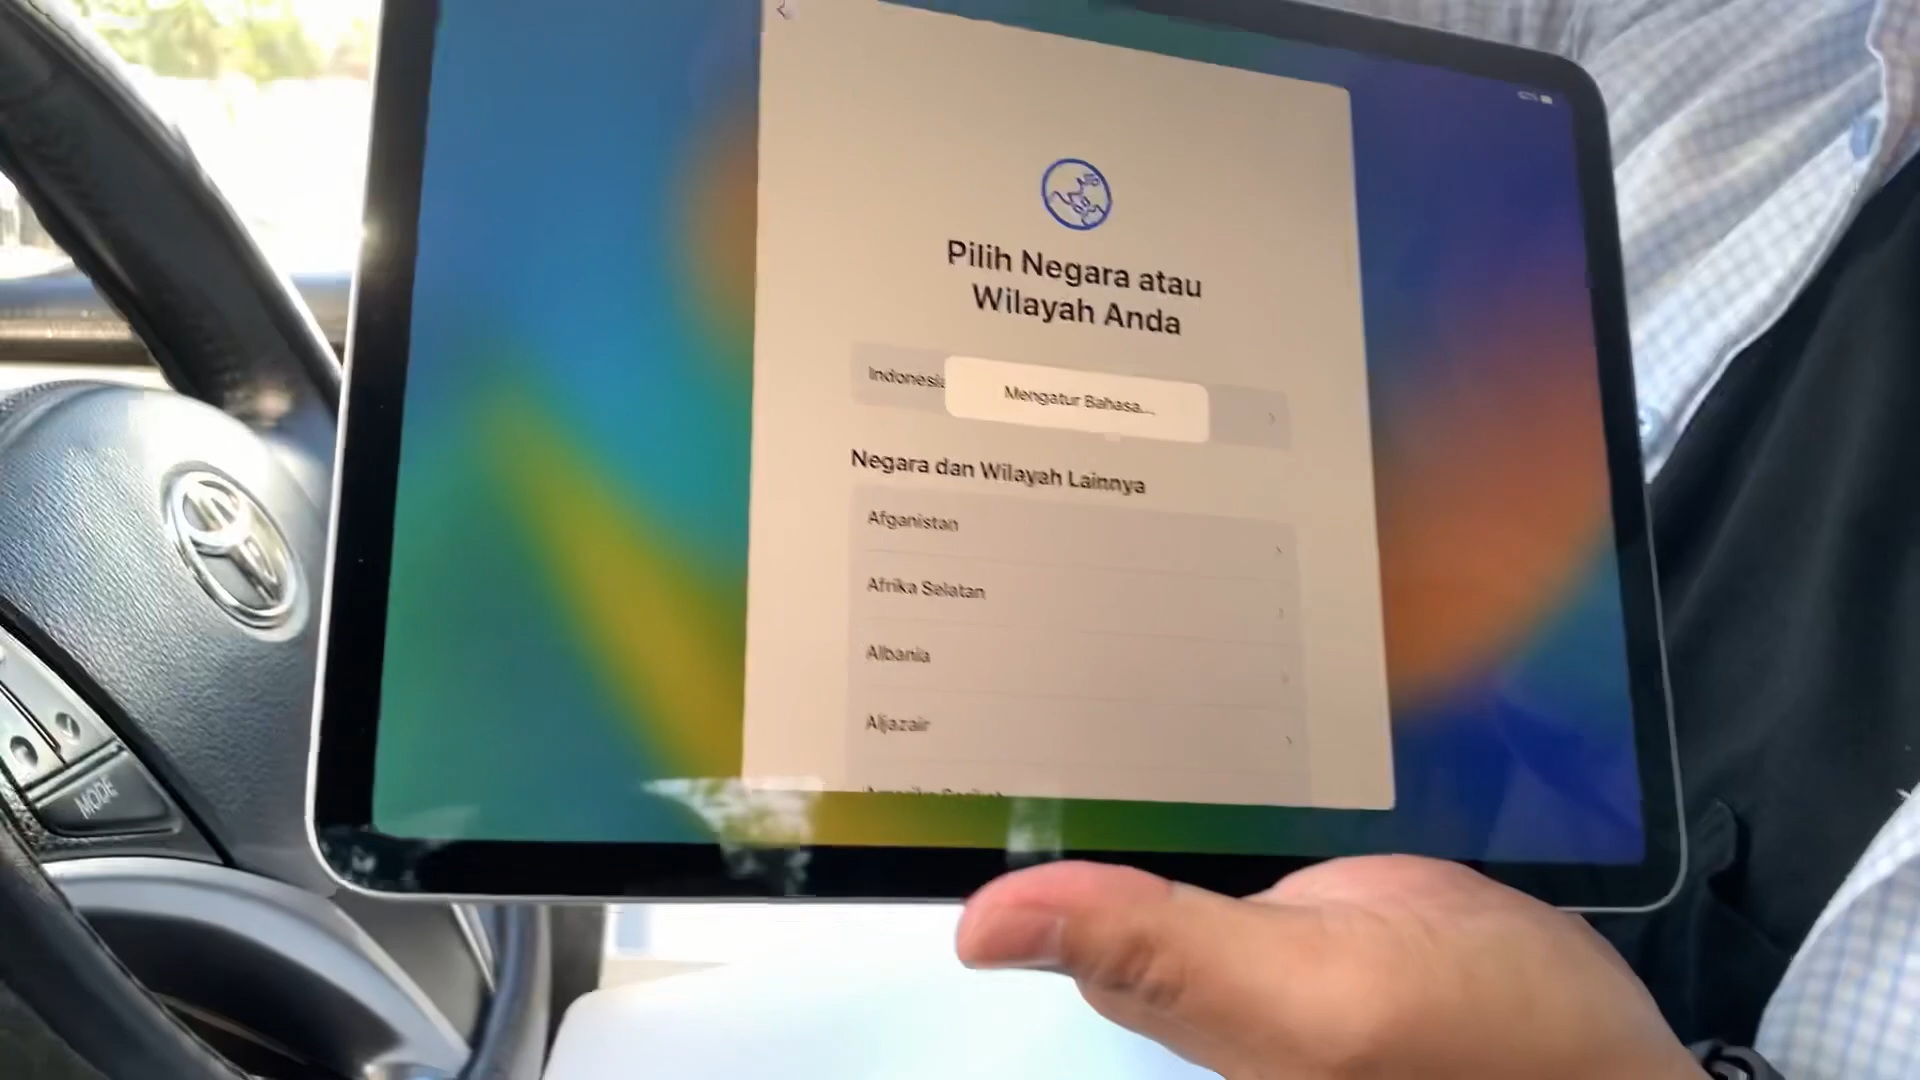 Pilih Negara atau
Wilayah Anda
Indonesia
Mengatur Bahasa...
Negara dan Wilayah Lainnya
Afganistan
Afrika Selatan
Albania
Aljazair
MODE